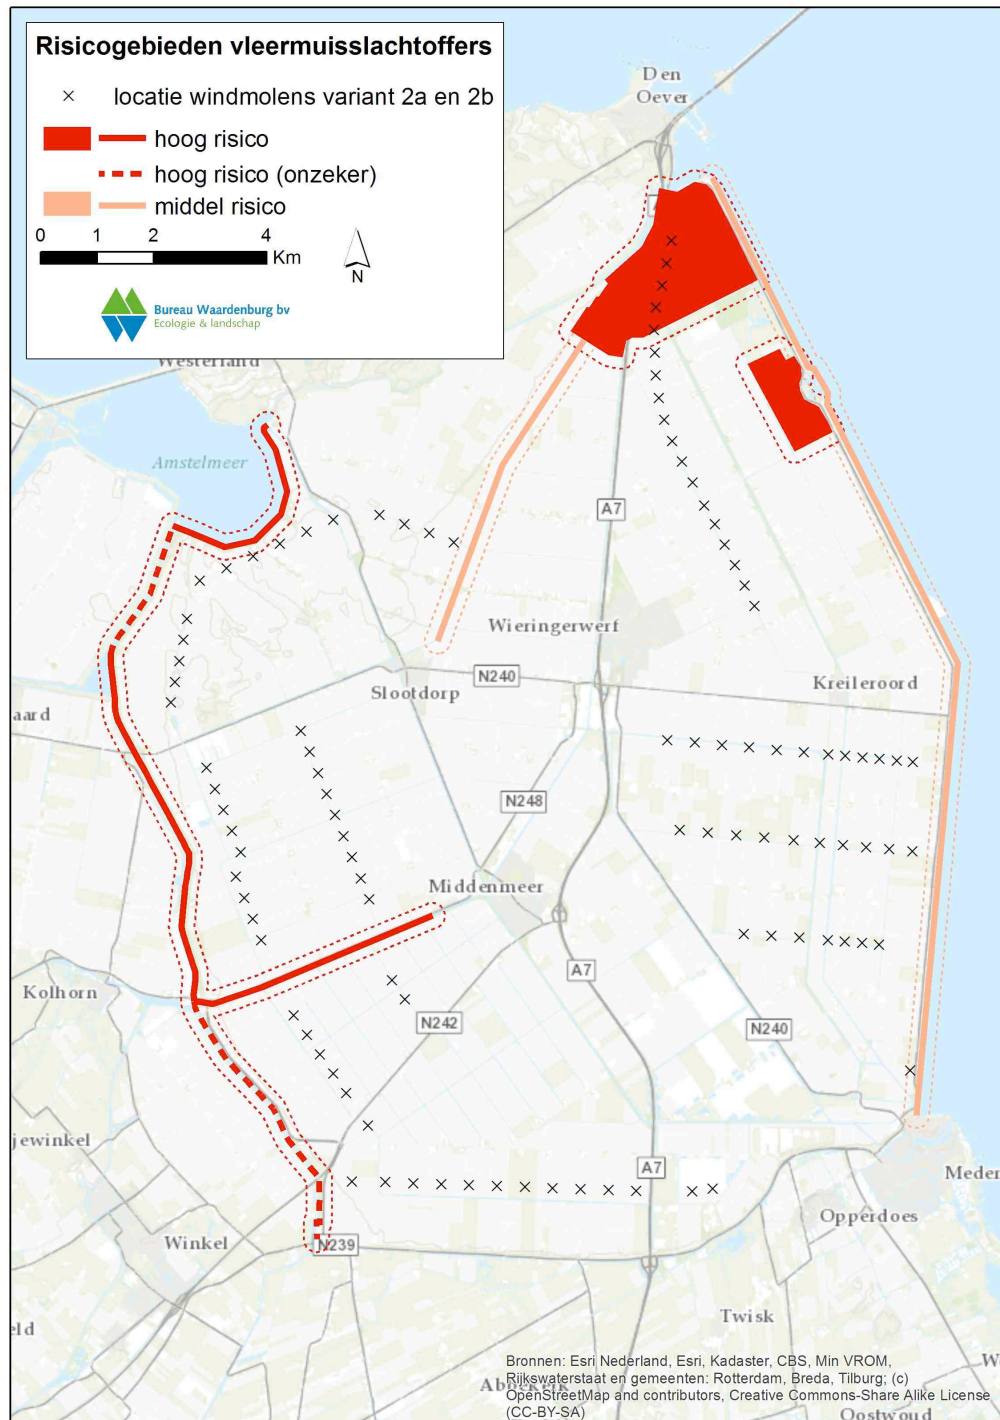 Risicogebieden vleermuisslachtoffers
locatie windmolens variant 2a en 2b
hoog risico
hoog risico (onzeker)
middel risico
0 1 2 4
Km
N
Bureau Waardenburg bv
Ecologie & landschap
Den
Oever
Westerland
Amstelmeer
A7
Wieringerwerf
N240
Slootdorp
Kreileroord
aard
N248
Middenmeer
A7
Kolhorn
N242
N240
jewinkel
A7
Meden
Opperdoes
Winkel
N239
Twisk
eld
Bronnen: Esri Nederland, Esri, Kadaster, CBS, Min VROM,
Rijkswaterstaat en gemeenten: Rotterdam, Breda, Tilburg; (c)
OpenStreetMap and contributors, Creative Commons-Share Alike License
(CC-BY-SA)
Oostwoud